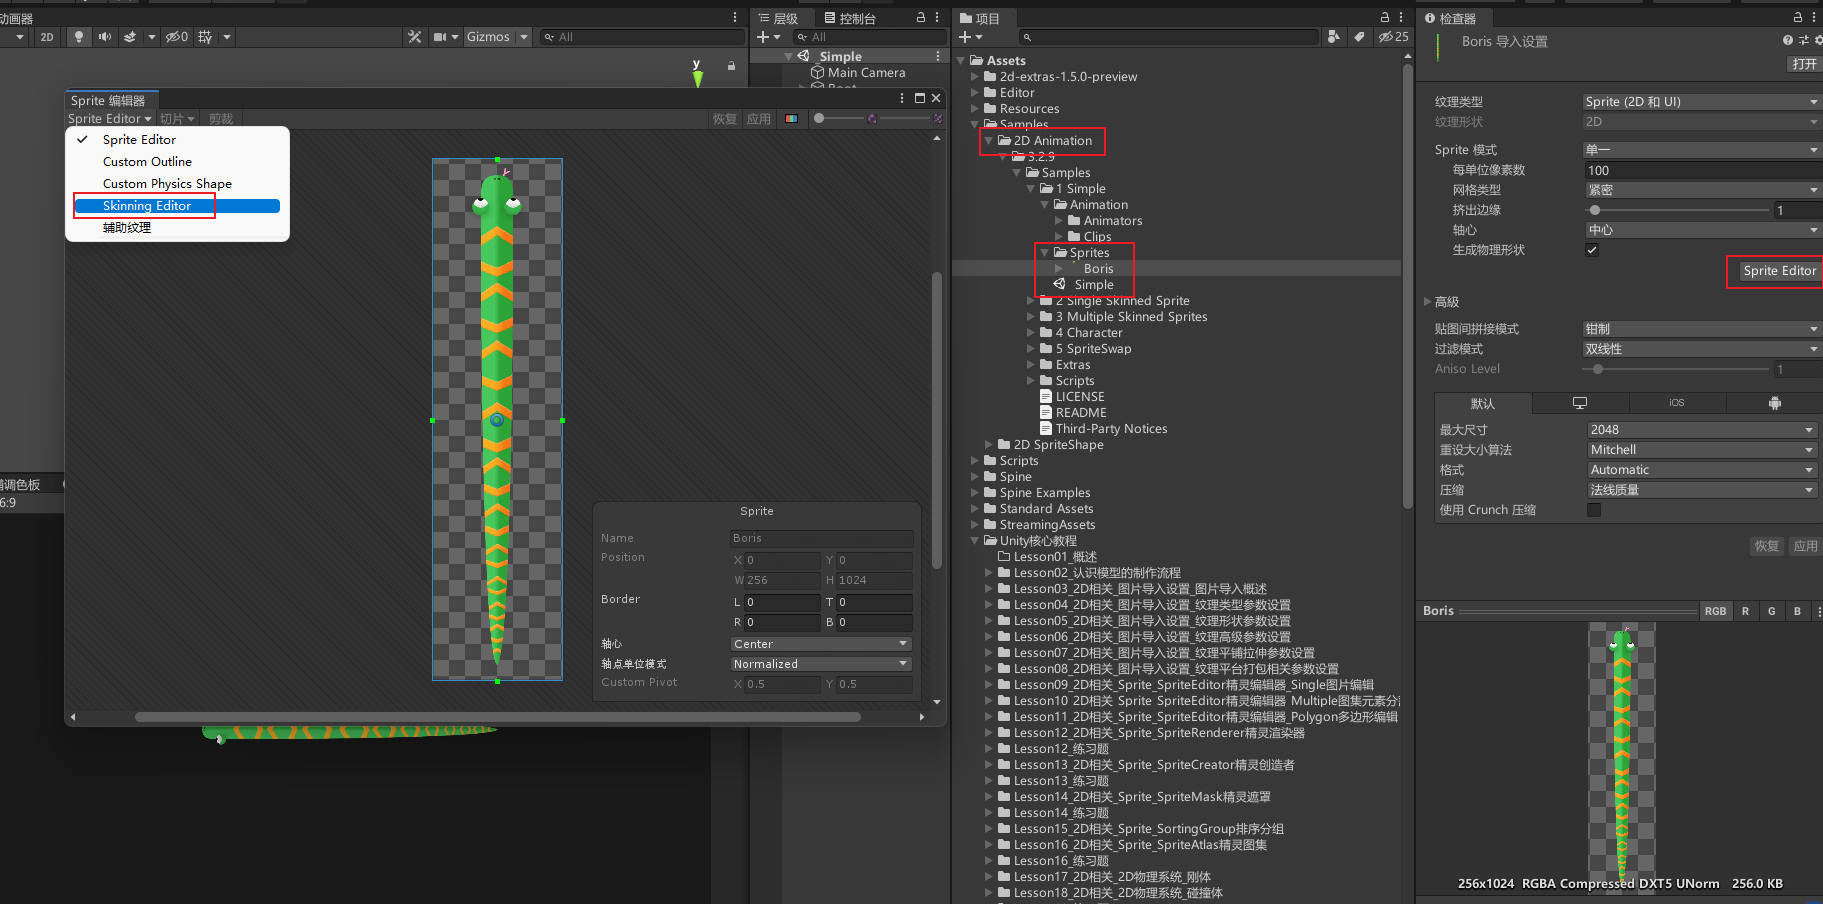 动画器
2D
0
Gizmos
All
y
Sprite 编辑器
Sprite Editor
切片
剪裁
恢复
应用
Sprite Editor
Custom Outline
Custom Physics Shape
Skinning Editor
辅助纹理
Sprite
Name
Boris
Position
X 0
Y 0
W 256
H 1024
Border
L 0
T 0
R 0
B 0
轴心
Center
轴点单位模式
Normalized
Custom Pivot
X 0.5
Y 0.5
调色板
6:9
层级
控制台
All
Simple
Main Camera
项目
25
Assets
2d-extras-1.5.0-preview
Editor
Resources
Samples
2D Animation
3.2.9
Samples
1 Simple
Animation
Animators
Clips
Sprites
Boris
Simple
2 Single Skinned Sprite
3 Multiple Skinned Sprites
4 Character
5 SpriteSwap
Extras
Scripts
LICENSE
README
Third-Party Notices
2D SpriteShape
Scripts
Spine
Spine Examples
Standard Assets
StreamingAssets
Unity核心教程
Lesson01_概述
Lesson02_认识模型的制作流程
Lesson03_2D相关_图片导入设置_图片导入概述
Lesson04_2D相关_图片导入设置_纹理类型参数设置
Lesson05_2D相关_图片导入设置_纹理形状参数设置
Lesson06_2D相关_图片导入设置_纹理高级参数设置
Lesson07_2D相关_图片导入设置_纹理平铺拉伸参数设置
Lesson08_2D相关_图片导入设置_纹理平台打包相关参数设置
Lesson09_2D相关_Sprite_SpriteEditor精灵编辑器_Single图片编辑
Lesson10_2D相关_Sprite_SpriteEditor精灵编辑器_Multiple图集元素分
Lesson11_2D相关_Sprite_SpriteEditor精灵编辑器_Polygon多边形编辑
Lesson12_2D相关_Sprite_SpriteRenderer精灵渲染器
Lesson12_练习题
Lesson13_2D相关_Sprite_SpriteCreator精灵创造者
Lesson13_练习题
Lesson14_2D相关_Sprite_SpriteMask精灵遮罩
Lesson14_练习题
Lesson15_2D相关_Sprite_SortingGroup排序分组
Lesson16_2D相关_Sprite_SpriteAtlas精灵图集
Lesson16_练习题
Lesson17_2D相关_2D物理系统_刚体
Lesson18_2D相关_2D物理系统_碰撞体
检查器
Boris 导入设置
打开
纹理类型
Sprite (2D 和 UI)
纹理形状
2D
Sprite 模式
单一
每单位像素数
100
网格类型
紧密
挤出边缘
1
轴心
中心
生成物理形状
Sprite Editor
高级
贴图间拼接模式
钳制
过滤模式
双线性
Aniso Level
1
默认
iOS
最大尺寸
2048
重设大小算法
Mitchell
格式
Automatic
压缩
法线质量
使用 Crunch 压缩
恢复
应用
Boris
RGB
R
G
B
256x1024 RGBA Compressed DXT5 UNorm 256.0 KB